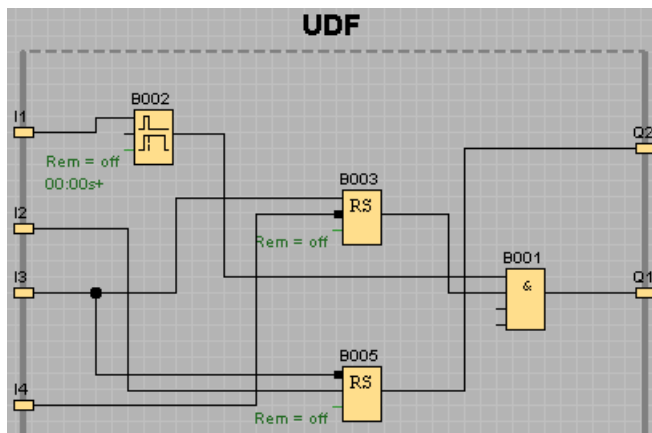 UDF
I1
B002
Q2
Rem = off
00:00s+
B003
RS
I2
Rem = off
B001
&
I3
Q1
B005
RS
I4
Rem = off